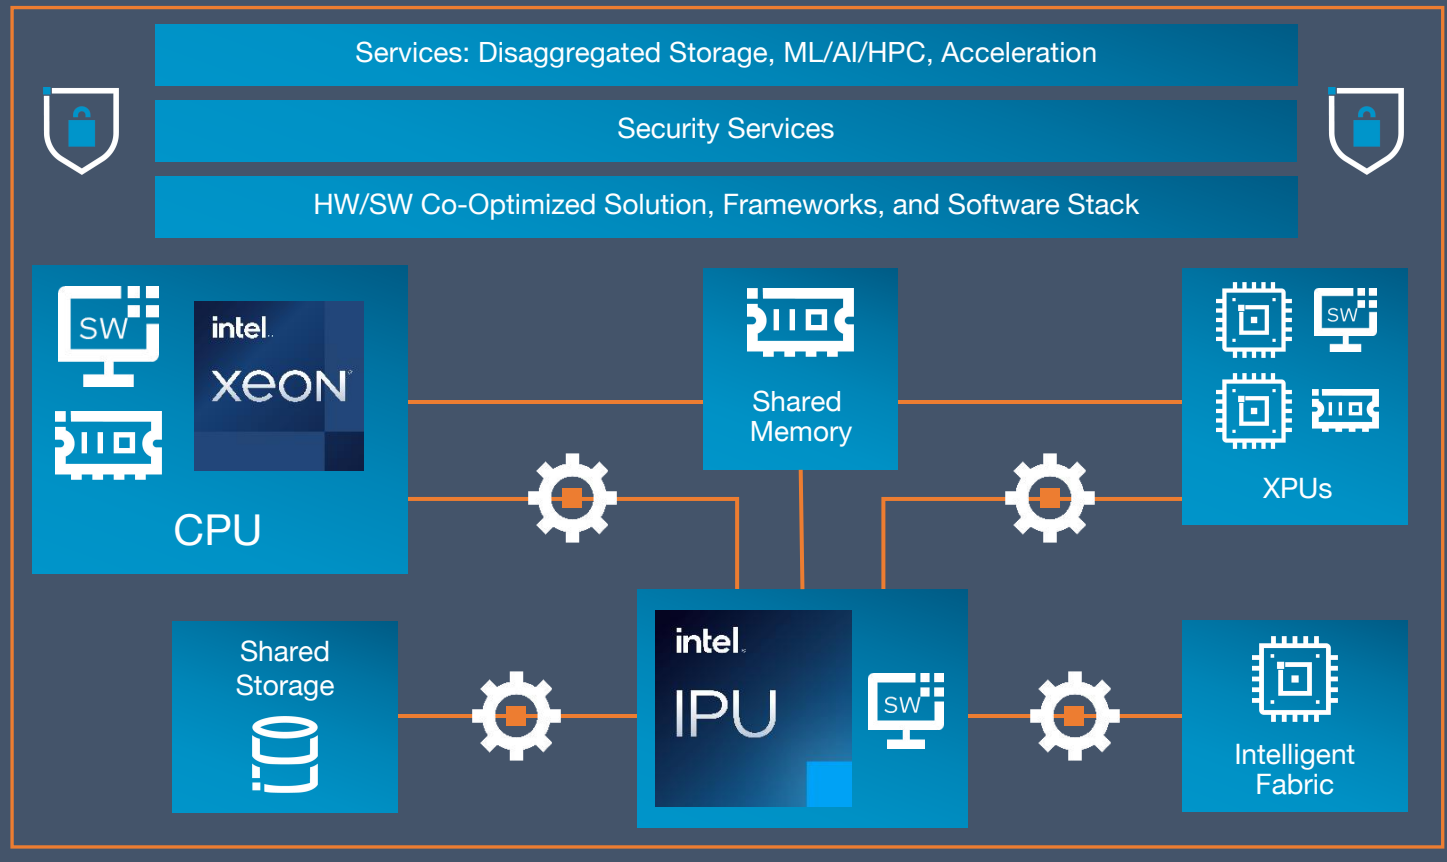 Services: Disaggregated Storage, ML/AI/HPC, Acceleration
Security Services
HW/SW Co-Optimized Solution, Frameworks, and Software Stack
SW
intel.
XEON
CPU
Shared
Memory
SW
XPUs
Shared
Storage
intel.
IPU
SW
Intelligent
Fabric